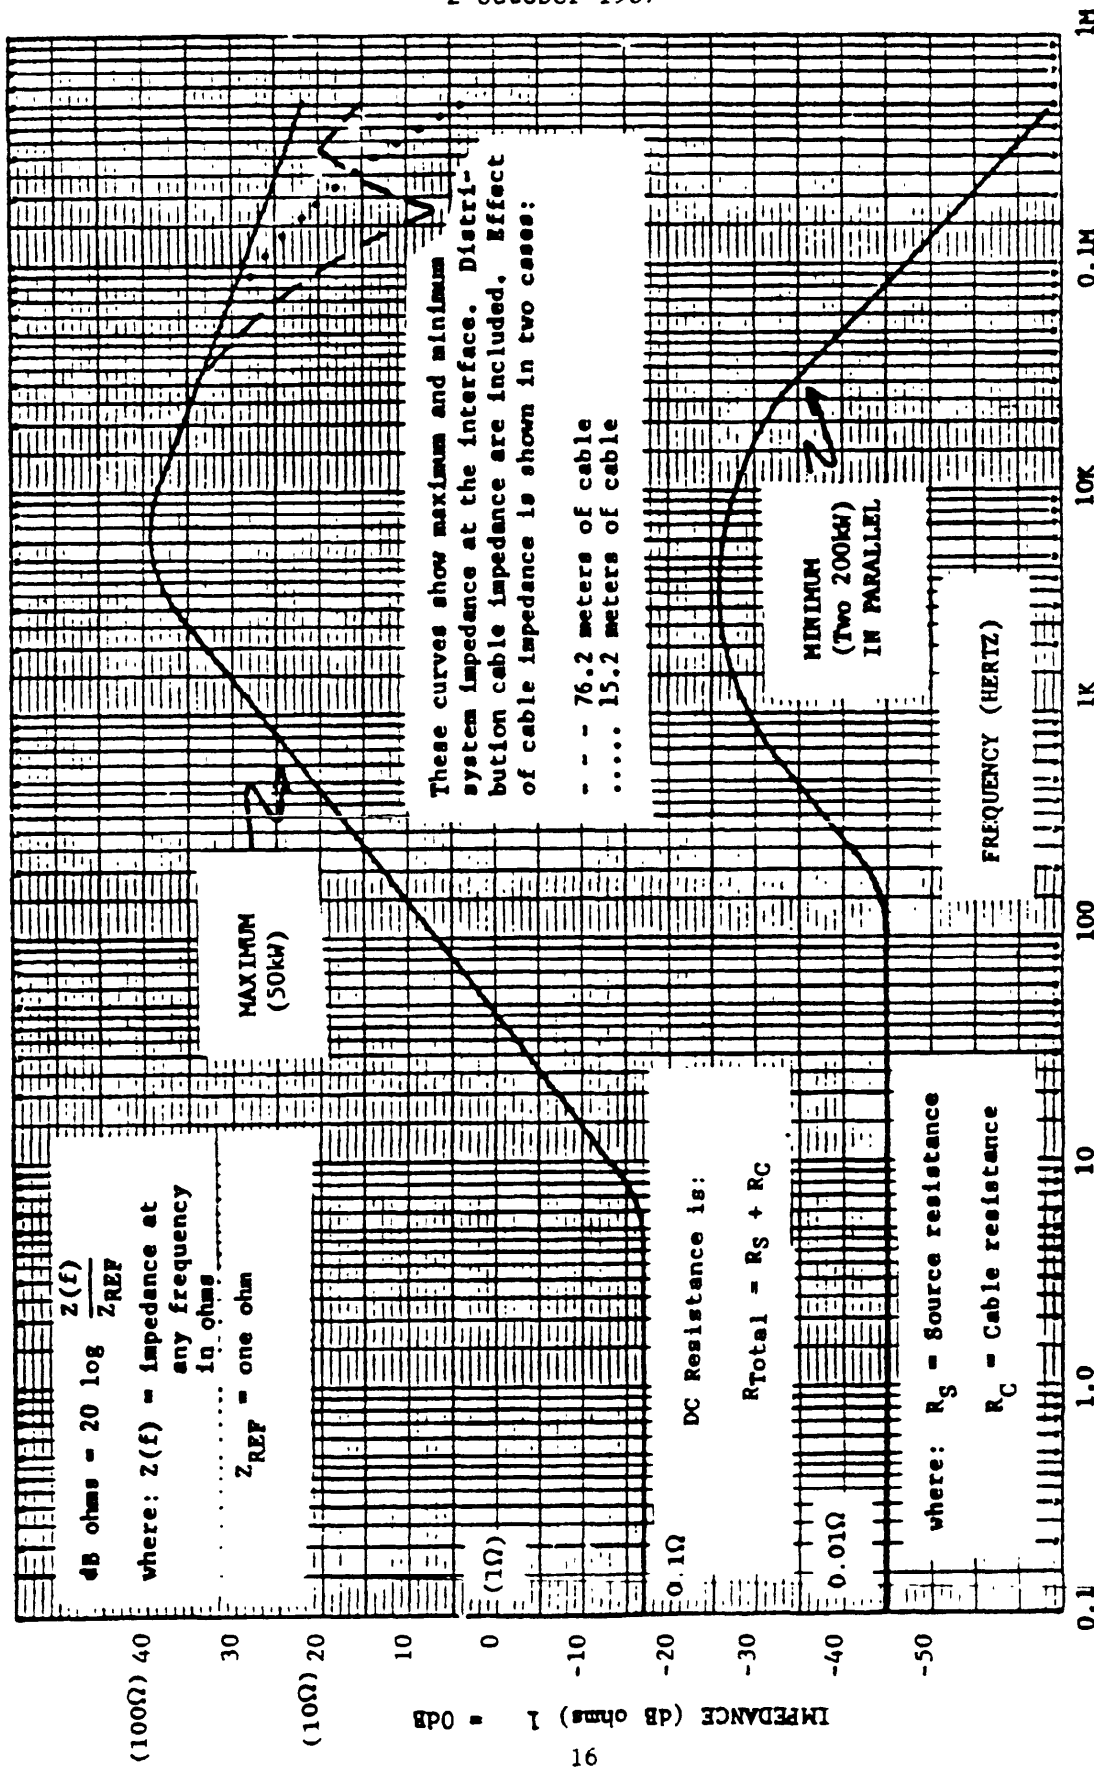 2 October 1987
dB ohms = 20 log Z(f)
Z_REF
where: Z(f) = impedance at
any frequency
in ohms
Z_REF = one ohm
MAXIMUM
(50kW)
These curves show maximum and minimum
system impedance at the interface. Distri-
bution cable impedance are included. Effect
of cable impedance is shown in two cases:
- - - 76.2 meters of cable
..... 15.2 meters of cable
MINIMUM
(Two 200kW)
IN PARALLEL
DC Resistance is:
R_Total = R_S + R_C
where: R_S = Source resistance
R_C = Cable resistance
(1Ω)
0.1Ω
0.01Ω
FREQUENCY (HERTZ)
0.1 1.0 10 100 1K 10K 0.1M 1M
(100Ω) 40
30
(10Ω) 20
10
0
-10
-20
-30
-40
-50
IMPEDANCE (dB ohms) 1 = 0dB
16